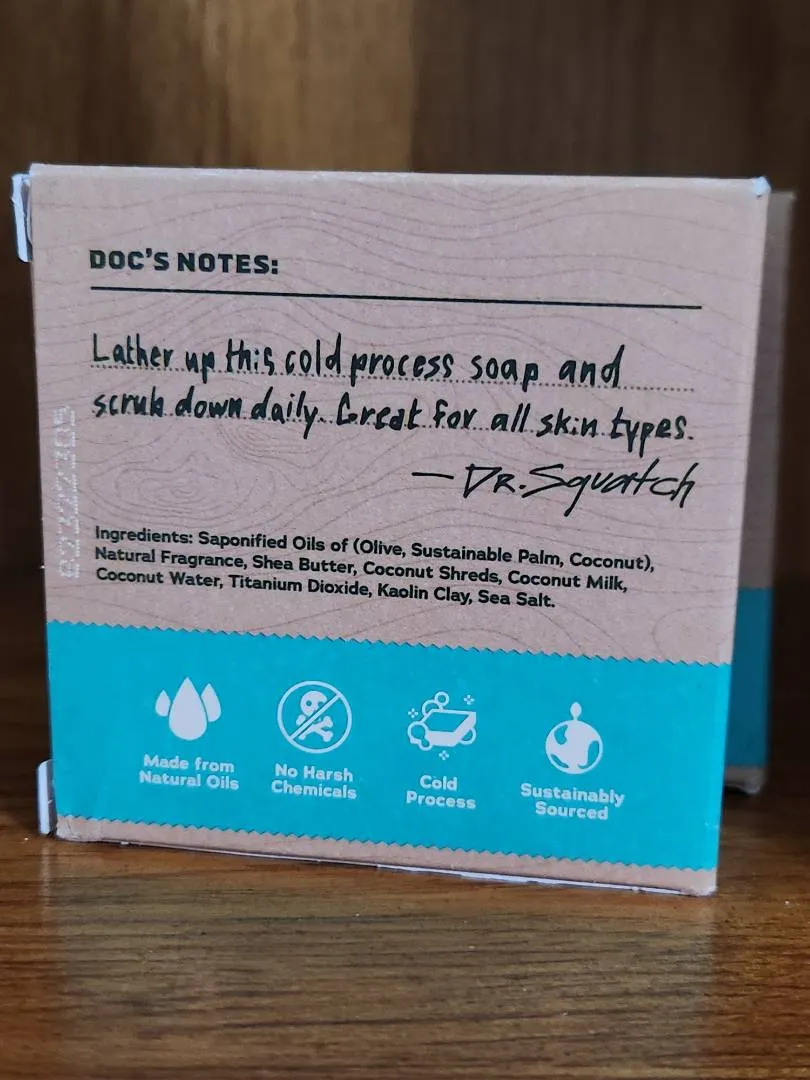 DOC'S NOTES:
Lather up this cold process soap and
scrub down daily. Great for all skin types.
— DR. Squatch
Ingredients: Saponified Oils of (Olive, Sustainable Palm, Coconut),
Natural Fragrance, Shea Butter, Coconut Shreds, Coconut Milk,
Coconut Water, Titanium Dioxide, Kaolin Clay, Sea Salt.
Made from
Natural Oils
No Harsh
Chemicals
Cold
Process
Sustainably
Sourced